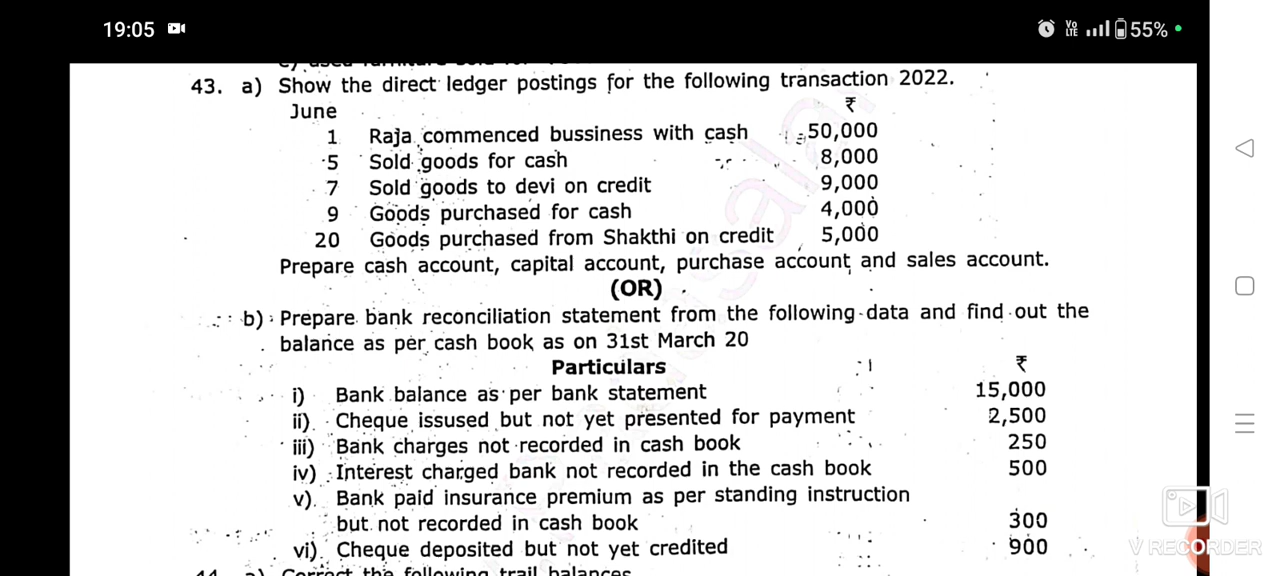 19:05
Vo LTE 55%
43. a) Show the direct ledger postings for the following transaction 2022.
June ₹
1 Raja commenced bussiness with cash 50,000
5 Sold goods for cash 8,000
7 Sold goods to devi on credit 9,000
9 Goods purchased for cash 4,000
20 Goods purchased from Shakthi on credit 5,000
Prepare cash account, capital account, purchase account and sales account.
(OR)
b) Prepare bank reconciliation statement from the following data and find out the
balance as per cash book as on 31st March 20
Particulars ₹
i) Bank balance as per bank statement 15,000
ii) Cheque issused but not yet presented for payment 2,500
iii) Bank charges not recorded in cash book 250
iv) Interest charged bank not recorded in the cash book 500
v). Bank paid insurance premium as per standing instruction
but not recorded in cash book 300
vi) Cheque deposited but not yet credited 900
a) Correct the following trail balances
V RECORDER